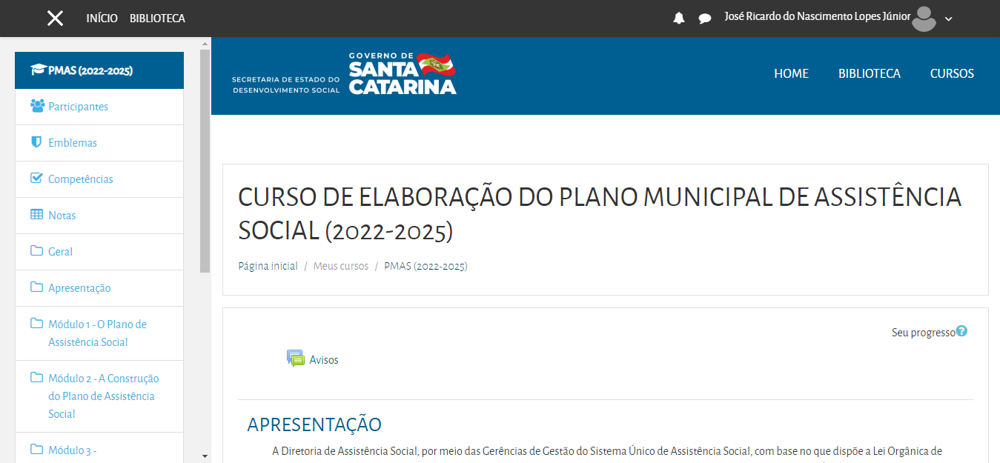 INÍCIO BIBLIOTECA
José Ricardo do Nascimento Lopes Júnior
PMAS (2022-2025)
Participantes
Emblemas
Competências
Notas
Geral
Apresentação
Módulo 1 - O Plano de
Assistência Social
Módulo 2 - A Construção
do Plano de Assistência
Social
Módulo 3 -
SECRETARIA DE ESTADO DO
DESENVOLVIMENTO SOCIAL
GOVERNO DE
SANTA
CATARINA
HOME BIBLIOTECA CURSOS
CURSO DE ELABORAÇÃO DO PLANO MUNICIPAL DE ASSISTÊNCIA
SOCIAL (2022-2025)
Página inicial / Meus cursos / PMAS (2022-2025)
Seu progresso
Avisos
APRESENTAÇÃO
A Diretoria de Assistência Social, por meio das Gerências de Gestão do Sistema Único de Assistência Social, com base no que dispõe a Lei Orgânica de